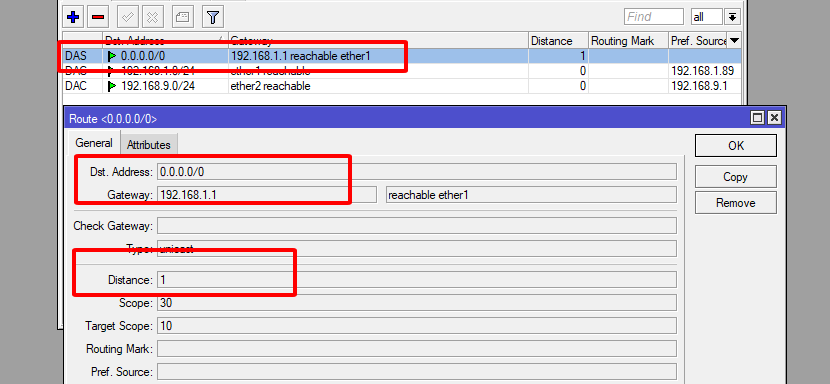 Find all
Dst. Address / Gateway Distance Routing Mark Pref. Source
DAS 0.0.0.0/0 192.168.1.1 reachable ether1 1
DAC 192.168.1.0/24 ether1 reachable 0 192.168.1.89
DAC 192.168.9.0/24 ether2 reachable 0 192.168.9.1
Route <0.0.0.0/0>
General Attributes OK
Dst. Address: 0.0.0.0/0 Copy
Gateway: 192.168.1.1 reachable ether1 Remove
Check Gateway:
Type: unicast
Distance: 1
Scope: 30
Target Scope: 10
Routing Mark:
Pref. Source: